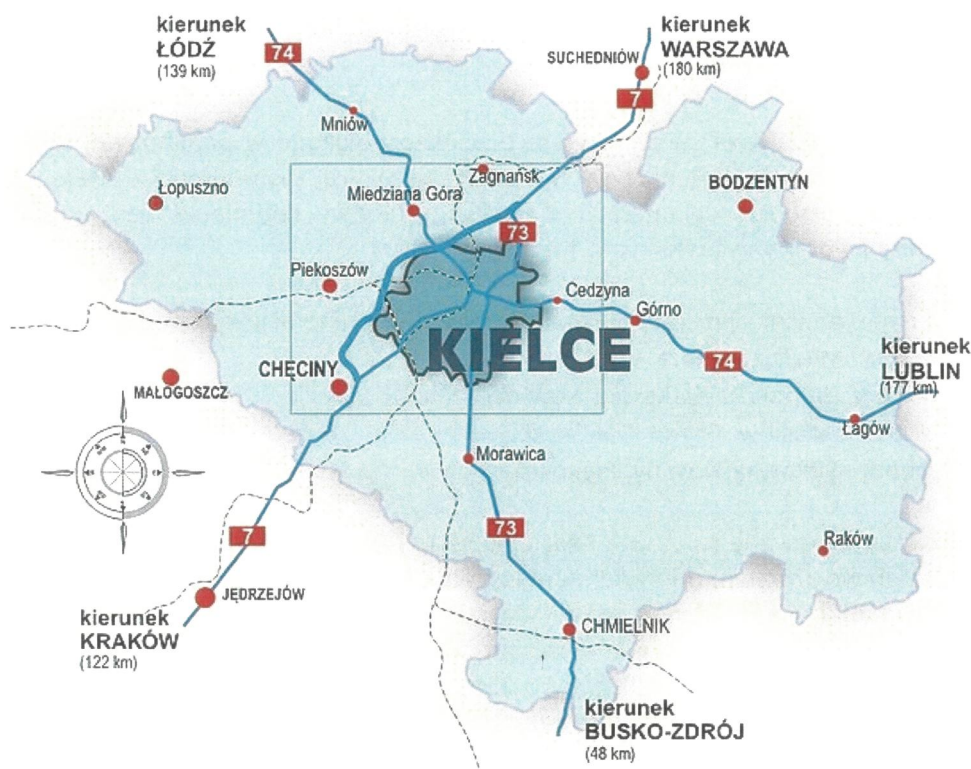 kierunek
ŁÓDŹ
(139 km)
74
kierunek
WARSZAWA
(180 km)
SUCHEDNIÓW
7
Mniów
Zagnańsk
Łopuszno
Miedziana Góra
BODZENTYN
73
Piekoszów
Cedzyna
Górno
KIELCE
CHĘCINY
74
kierunek
LUBLIN
(177 km)
MAŁOGOSZCZ
Łagów
Morawica
73
7
Raków
JĘDRZEJÓW
kierunek
KRAKÓW
(122 km)
CHMIELNIK
kierunek
BUSKO-ZDRÓJ
(48 km)